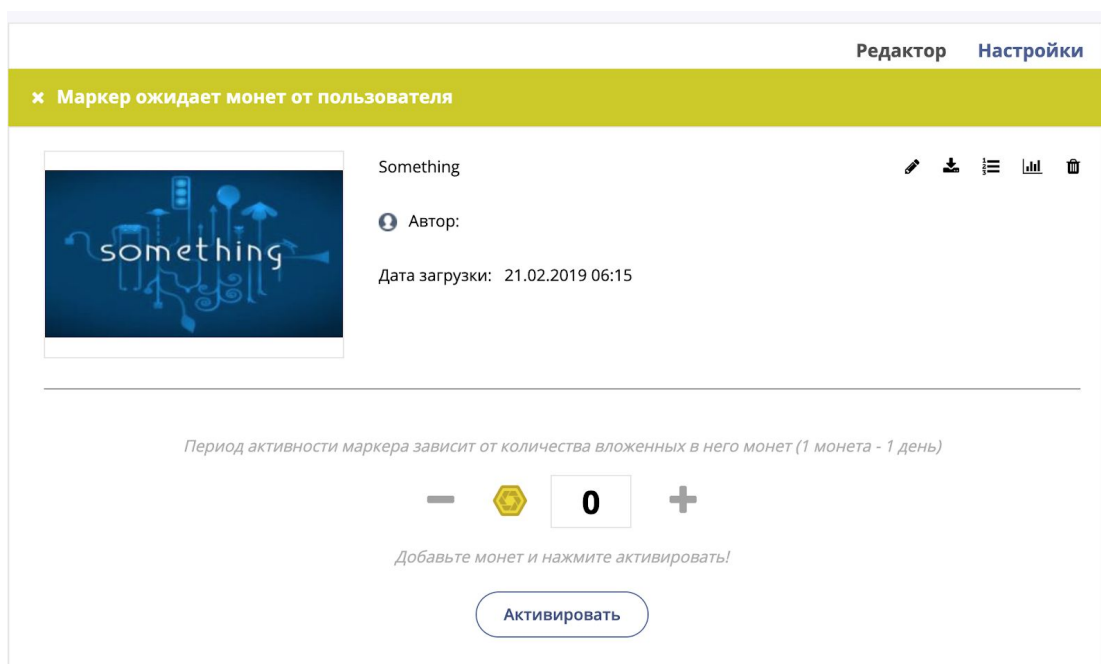 Редактор Настройки
× Маркер ожидает монет от пользователя
something
Something
Автор:
Дата загрузки: 21.02.2019 06:15
Период активности маркера зависит от количества вложенных в него монет (1 монета - 1 день)
0
Добавьте монет и нажмите активировать!
Активировать